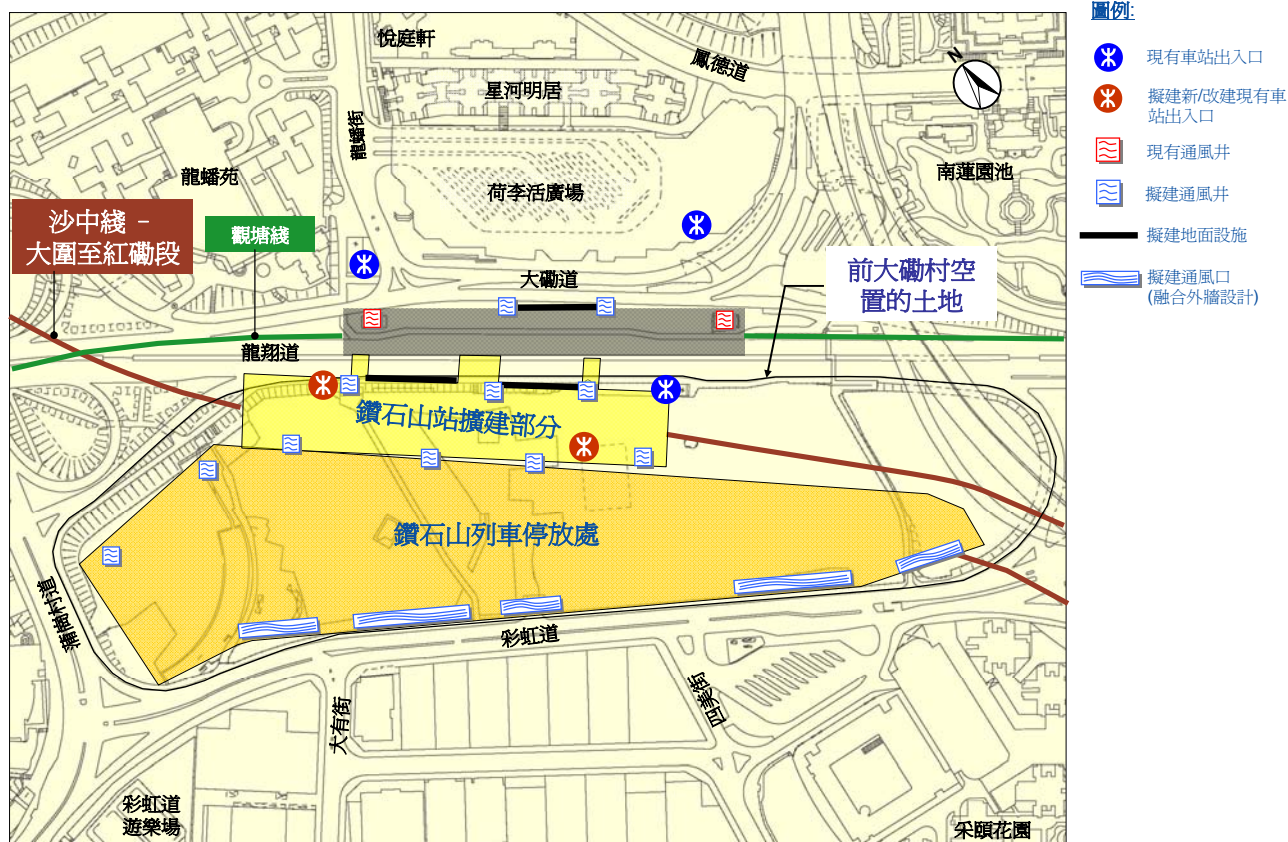 圖例:
現有車站出入口
擬建新/改建現有車
站出入口
現有通風井
擬建通風井
擬建地面設施
擬建通風口
(融合外牆設計)
悅庭軒
鳳德道
N
星河明居
龍蟠街
龍蟠苑
荷李活廣場
南蓮園池
沙中綫 -
大圍至紅磡段
觀塘綫
大磡道
前大磡村空
置的土地
龍翔道
鑽石山站擴建部分
鑽石山列車停放處
蒲崗村道
彩虹道
大有街
四美街
彩虹道
遊樂場
采頤花園